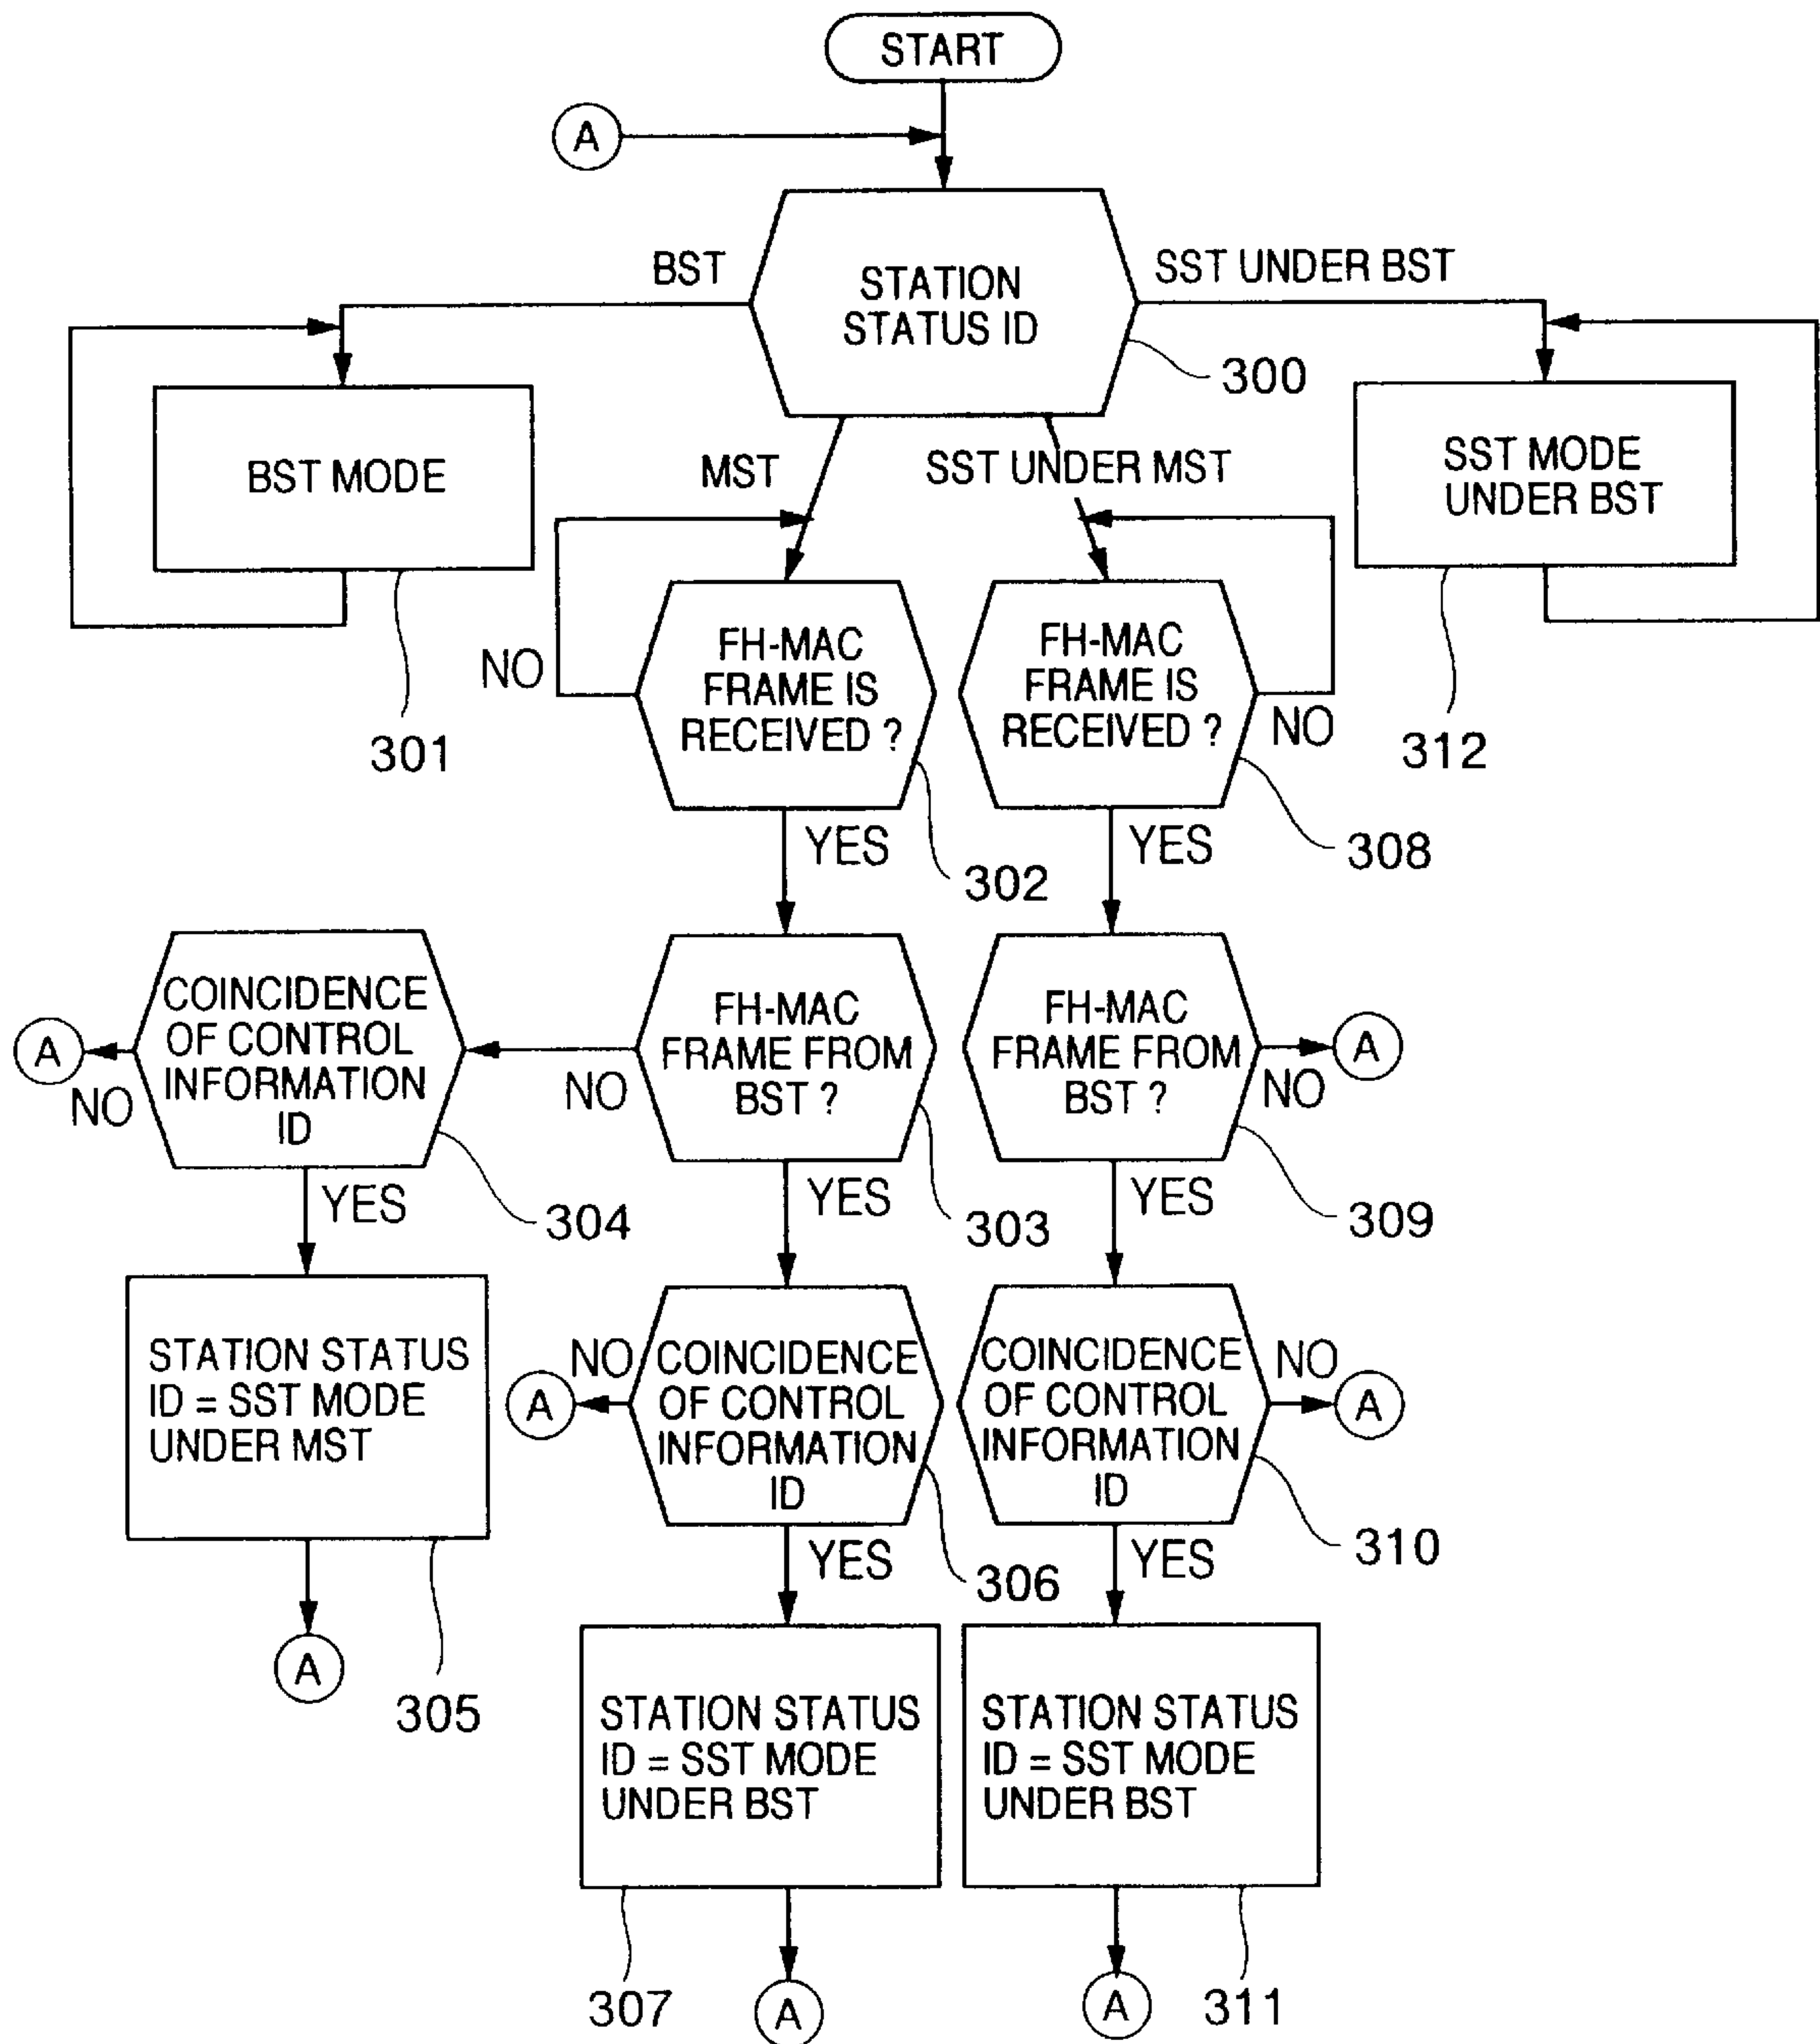 START
A
BST
STATION
STATUS ID
SST UNDER BST
300
BST MODE
MST
SST UNDER MST
SST MODE
UNDER BST
301
312
NO
FH-MAC
FRAME IS
RECEIVED ?
FH-MAC
FRAME IS
RECEIVED ?
NO
YES
302
YES
308
A
NO
COINCIDENCE
OF CONTROL
INFORMATION
ID
NO
FH-MAC
FRAME FROM
BST ?
FH-MAC
FRAME FROM
BST ?
NO
A
YES
304
YES
303
YES
309
STATION STATUS
ID = SST MODE
UNDER MST
A
NO
COINCIDENCE
OF CONTROL
INFORMATION
ID
COINCIDENCE
OF CONTROL
INFORMATION
ID
NO
A
YES
306
YES
310
A
305
STATION STATUS
ID = SST MODE
UNDER BST
STATION STATUS
ID = SST MODE
UNDER BST
307
A
A
311